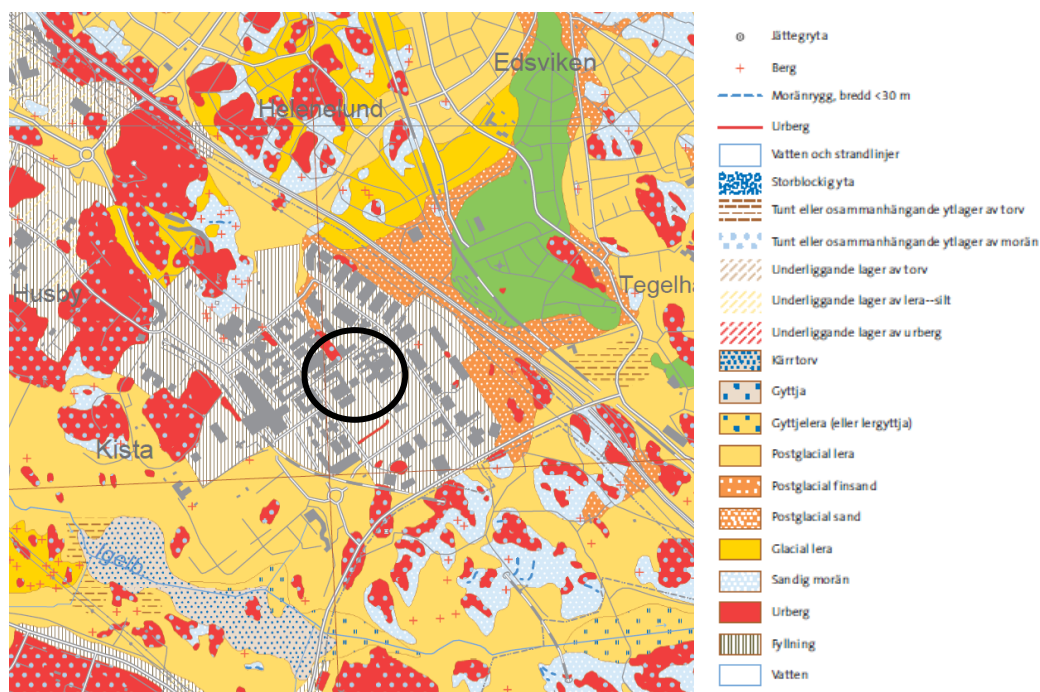 Edsviken
Helenelund
Tegelha
Husby
Kista
Igelb.
Jättegryta
Berg
Moränrygg, bredd <30 m
Urberg
Vatten och strandlinjer
Storblockig yta
Tunt eller osammanhängande ytlager av torv
Tunt eller osammanhängande ytlager av morän
Underliggande lager av torv
Underliggande lager av lera--silt
Underliggande lager av urberg
Kärrtorv
Gyttja
Gyttjelera (eller lergyttja)
Postglacial lera
Postglacial finsand
Postglacial sand
Glacial lera
Sandig morän
Urberg
Fyllning
Vatten